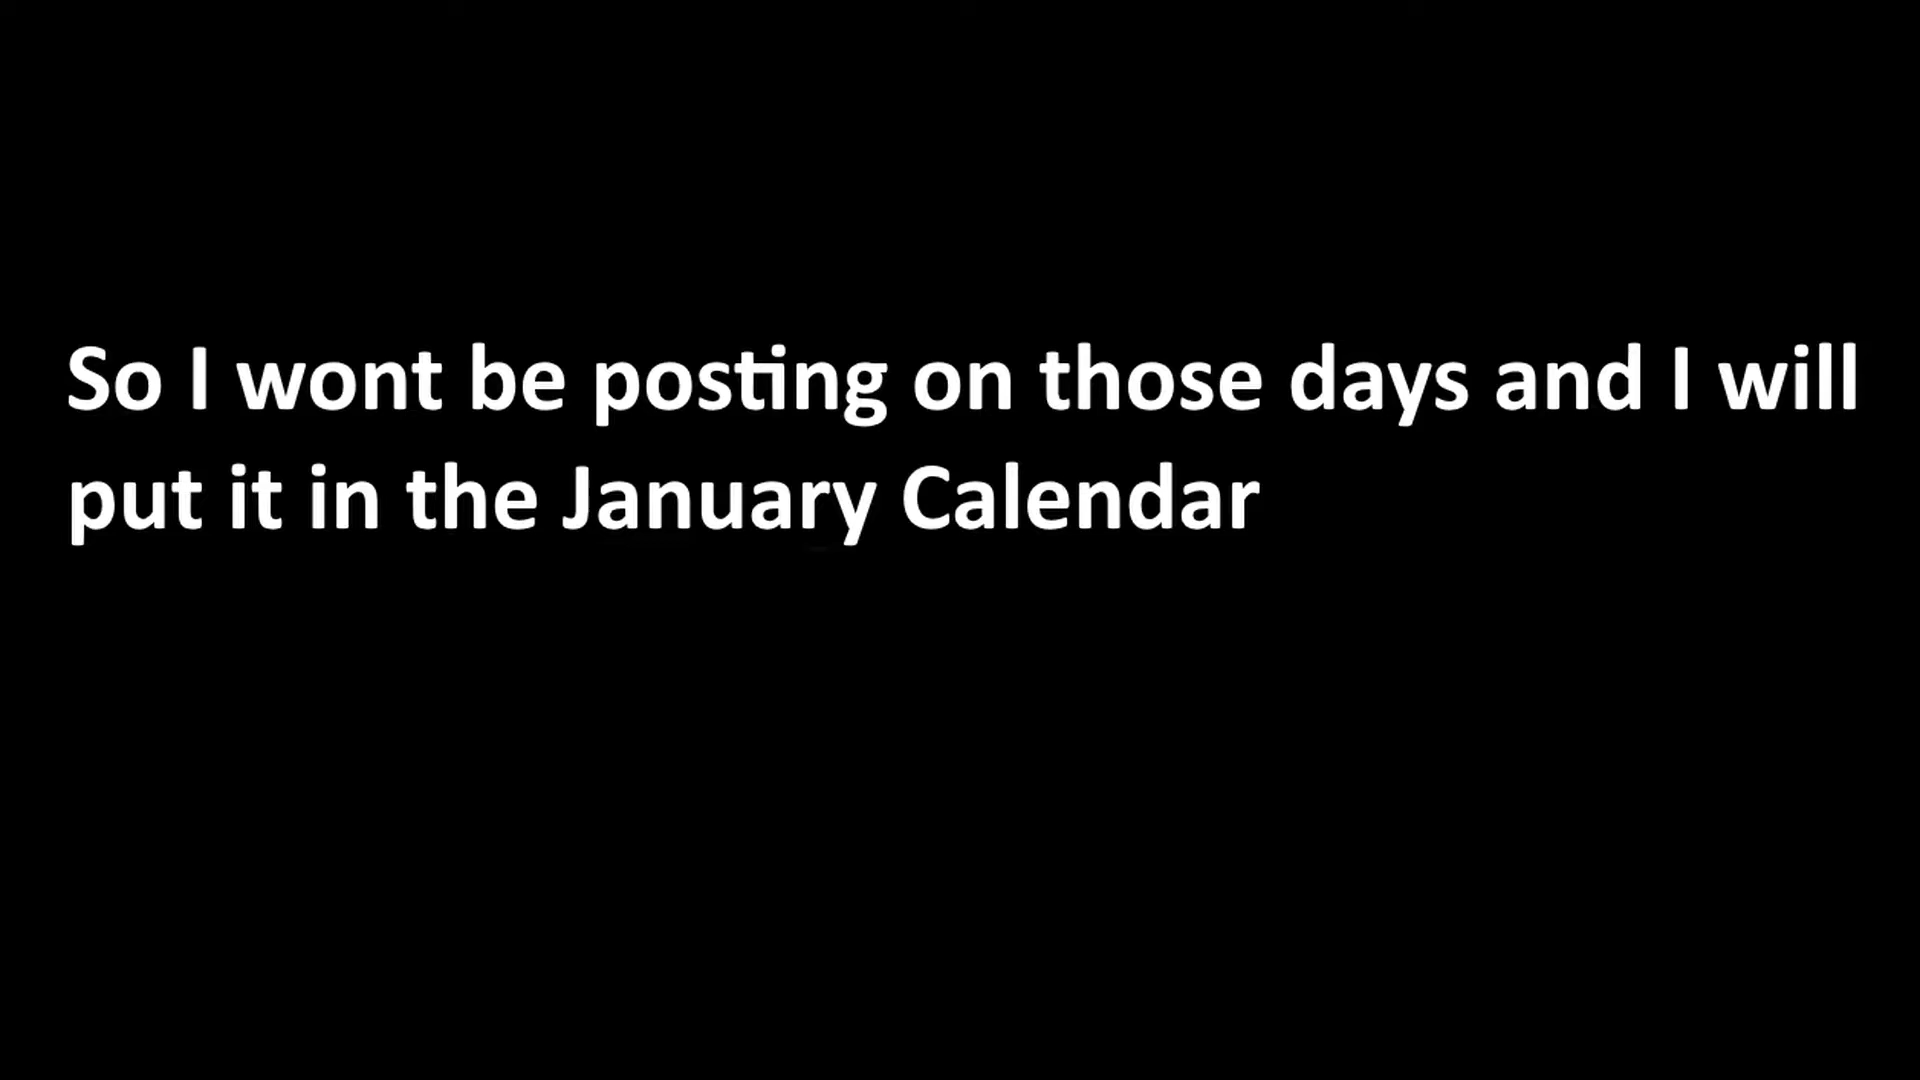 So I wont be posting on those days and I will
put it in the January Calendar